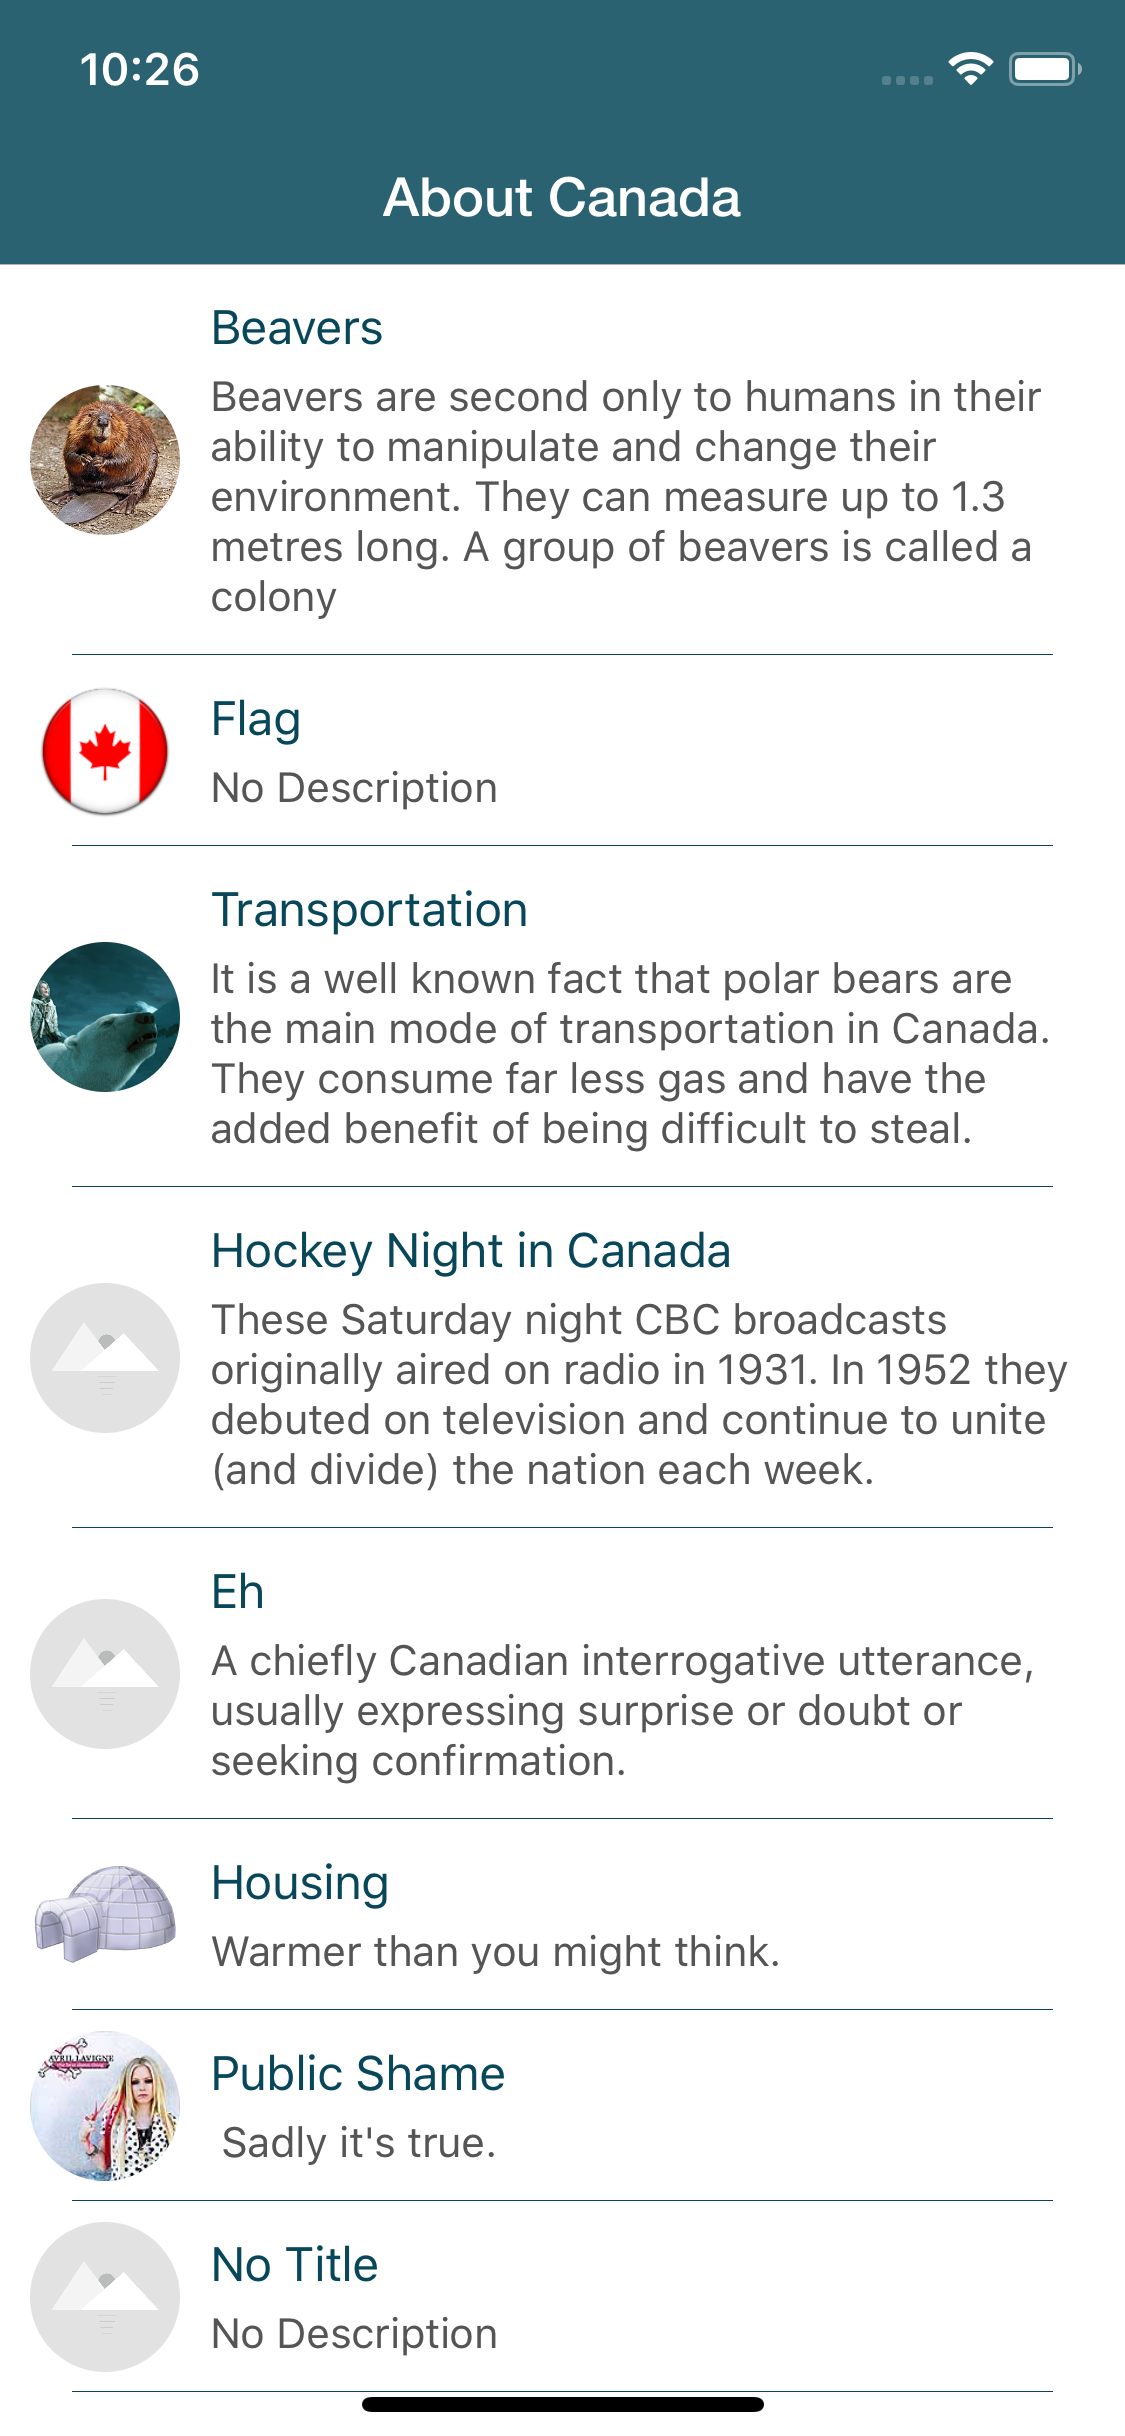 10:26
About Canada
Beavers
Beavers are second only to humans in their
ability to manipulate and change their
environment. They can measure up to 1.3
metres long. A group of beavers is called a
colony
Flag
No Description
Transportation
It is a well known fact that polar bears are
the main mode of transportation in Canada.
They consume far less gas and have the
added benefit of being difficult to steal.
Hockey Night in Canada
These Saturday night CBC broadcasts
originally aired on radio in 1931. In 1952 they
debuted on television and continue to unite
(and divide) the nation each week.
Eh
A chiefly Canadian interrogative utterance,
usually expressing surprise or doubt or
seeking confirmation.
Housing
Warmer than you might think.
AVRIL LAVIGNE
Public Shame
Sadly it's true.
No Title
No Description